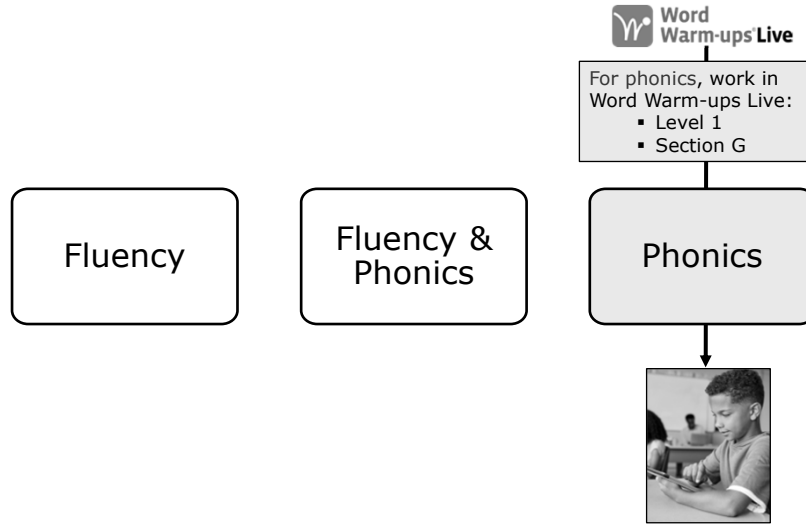 Word
Warm-ups Live
For phonics, work in
Word Warm-ups Live:
▪ Level 1
▪ Section G
Fluency
Fluency &
Phonics
Phonics